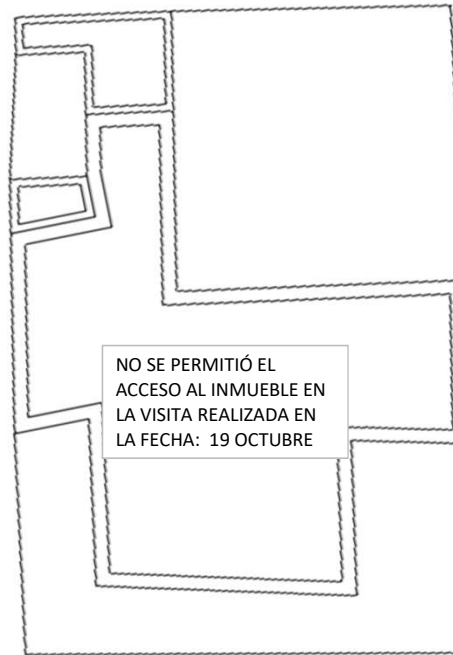 NO SE PERMITIÓ EL
ACCESO AL INMUEBLE EN
LA VISITA REALIZADA EN
LA FECHA: 19 OCTUBRE